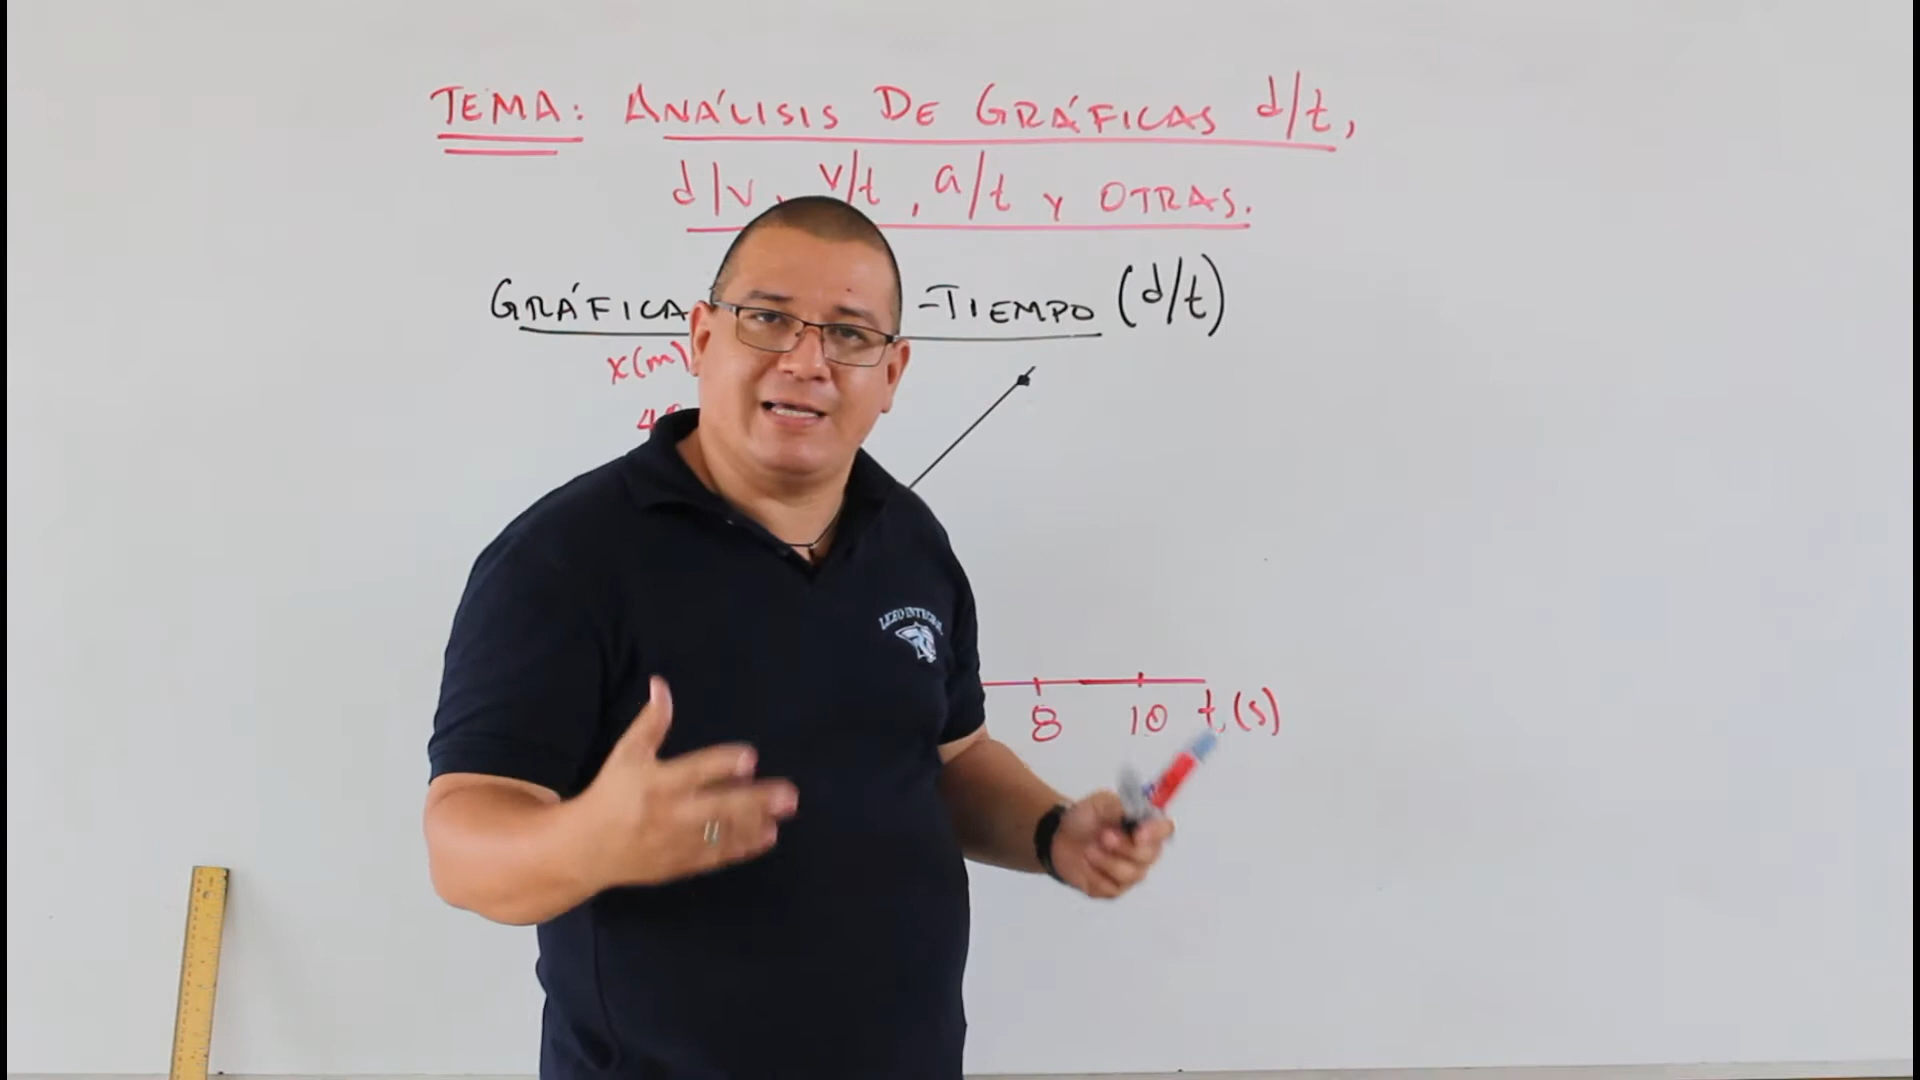 TEMA: ANÁLISIS DE GRÁFICAS d/t,
d/v, v/t, a/t Y OTRAS.
GRÁFICA -TIEMPO (d/t)
x(m)
8 10 t(s)